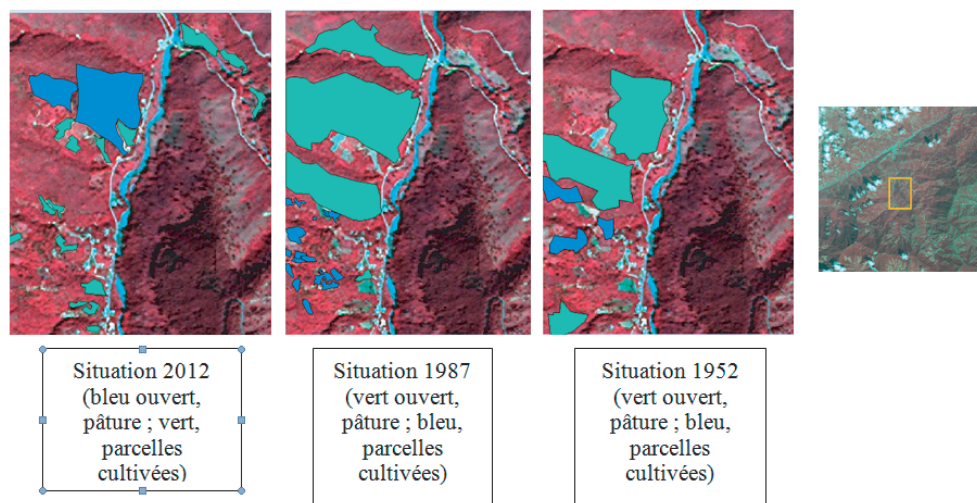 Situation 2012
(bleu ouvert,
pâture ; vert,
parcelles
cultivées)
Situation 1987
(vert ouvert,
pâture ; bleu,
parcelles
cultivées)
Situation 1952
(vert ouvert,
pâture ; bleu,
parcelles
cultivées)